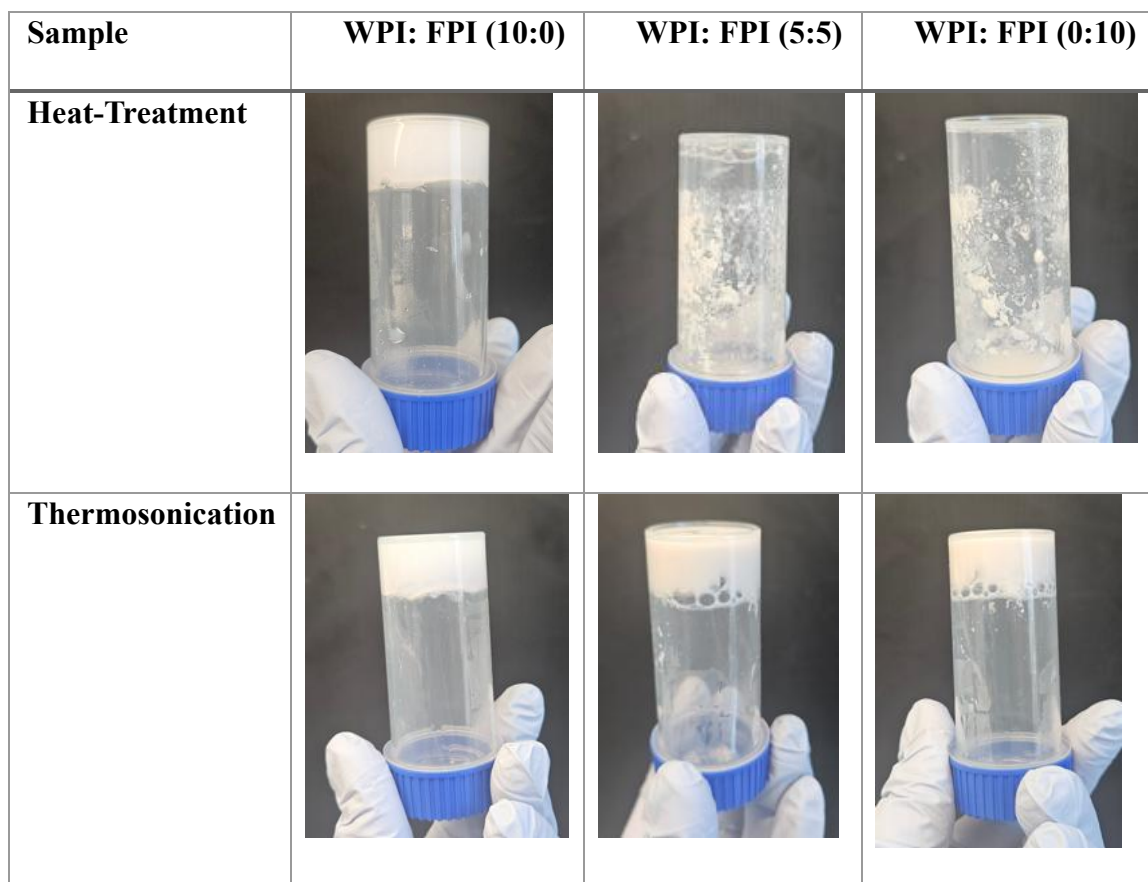 Sample WPI: FPI (10:0) WPI: FPI (5:5) WPI: FPI (0:10)
Heat-Treatment
Thermosonication